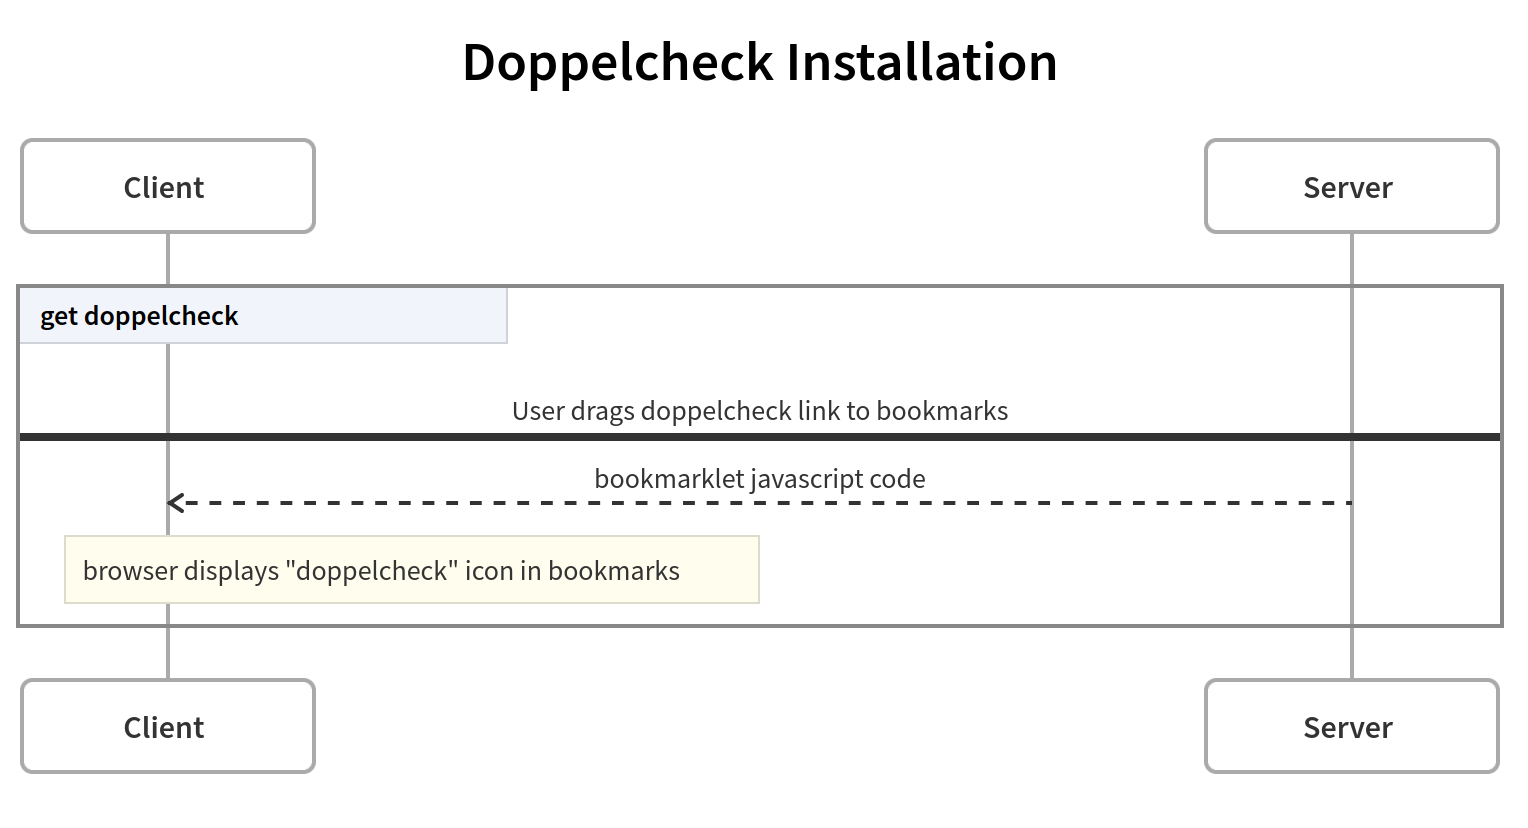 Doppelcheck Installation
Client
Server
get doppelcheck
User drags doppelcheck link to bookmarks
bookmarklet javascript code
browser displays "doppelcheck" icon in bookmarks
Client
Server